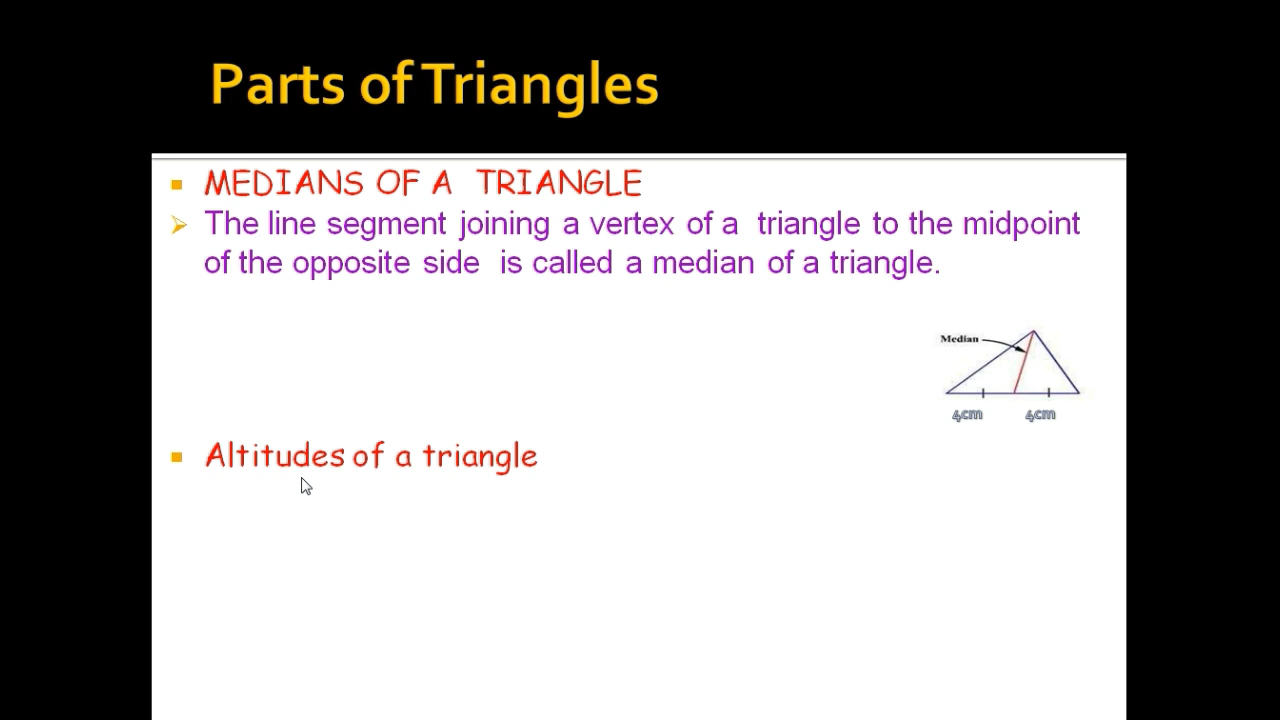 Parts of Triangles
MEDIANS OF A TRIANGLE
The line segment joining a vertex of a triangle to the midpoint
of the opposite side is called a median of a triangle.
Median
4cm 4cm
Altitudes of a triangle